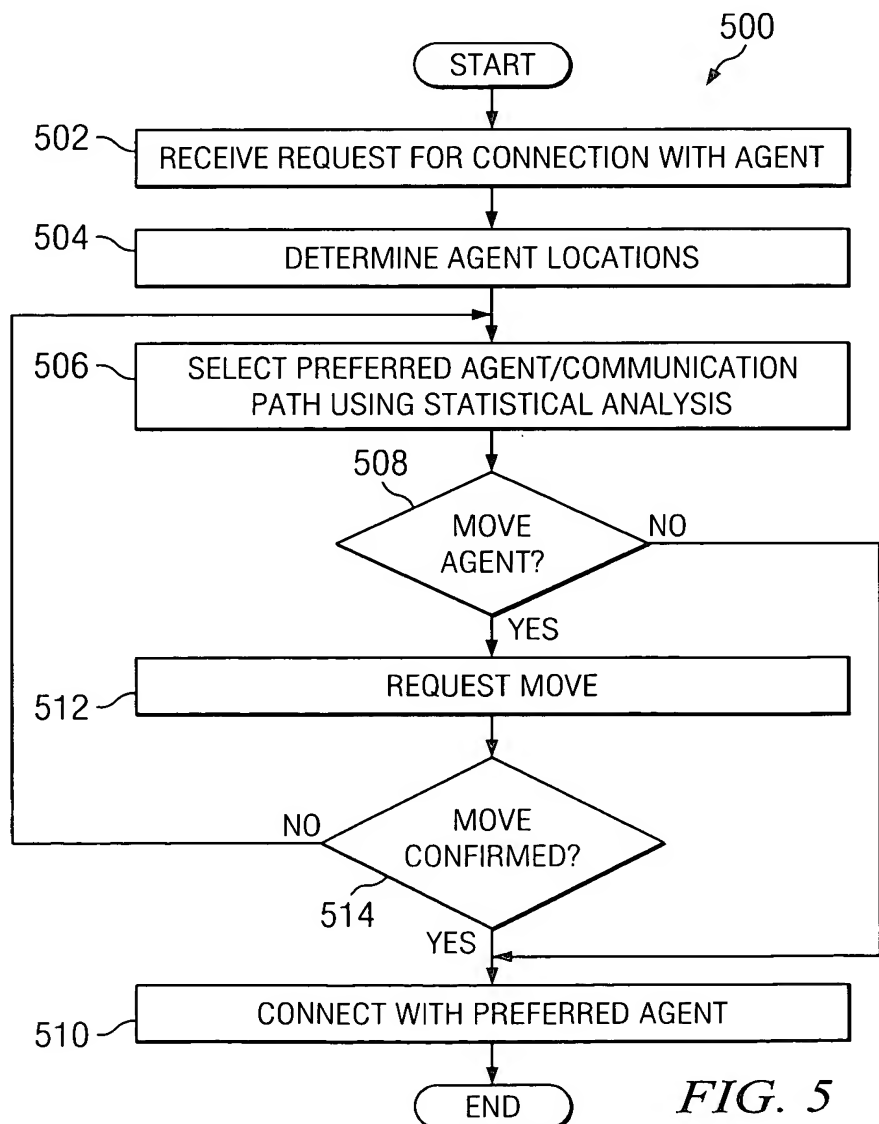 500
START
502
RECEIVE REQUEST FOR CONNECTION WITH AGENT
504
DETERMINE AGENT LOCATIONS
506
SELECT PREFERRED AGENT/COMMUNICATION
PATH USING STATISTICAL ANALYSIS
508
MOVE
AGENT?
NO
YES
512
REQUEST MOVE
NO
MOVE
CONFIRMED?
514
YES
510
CONNECT WITH PREFERRED AGENT
END
FIG. 5